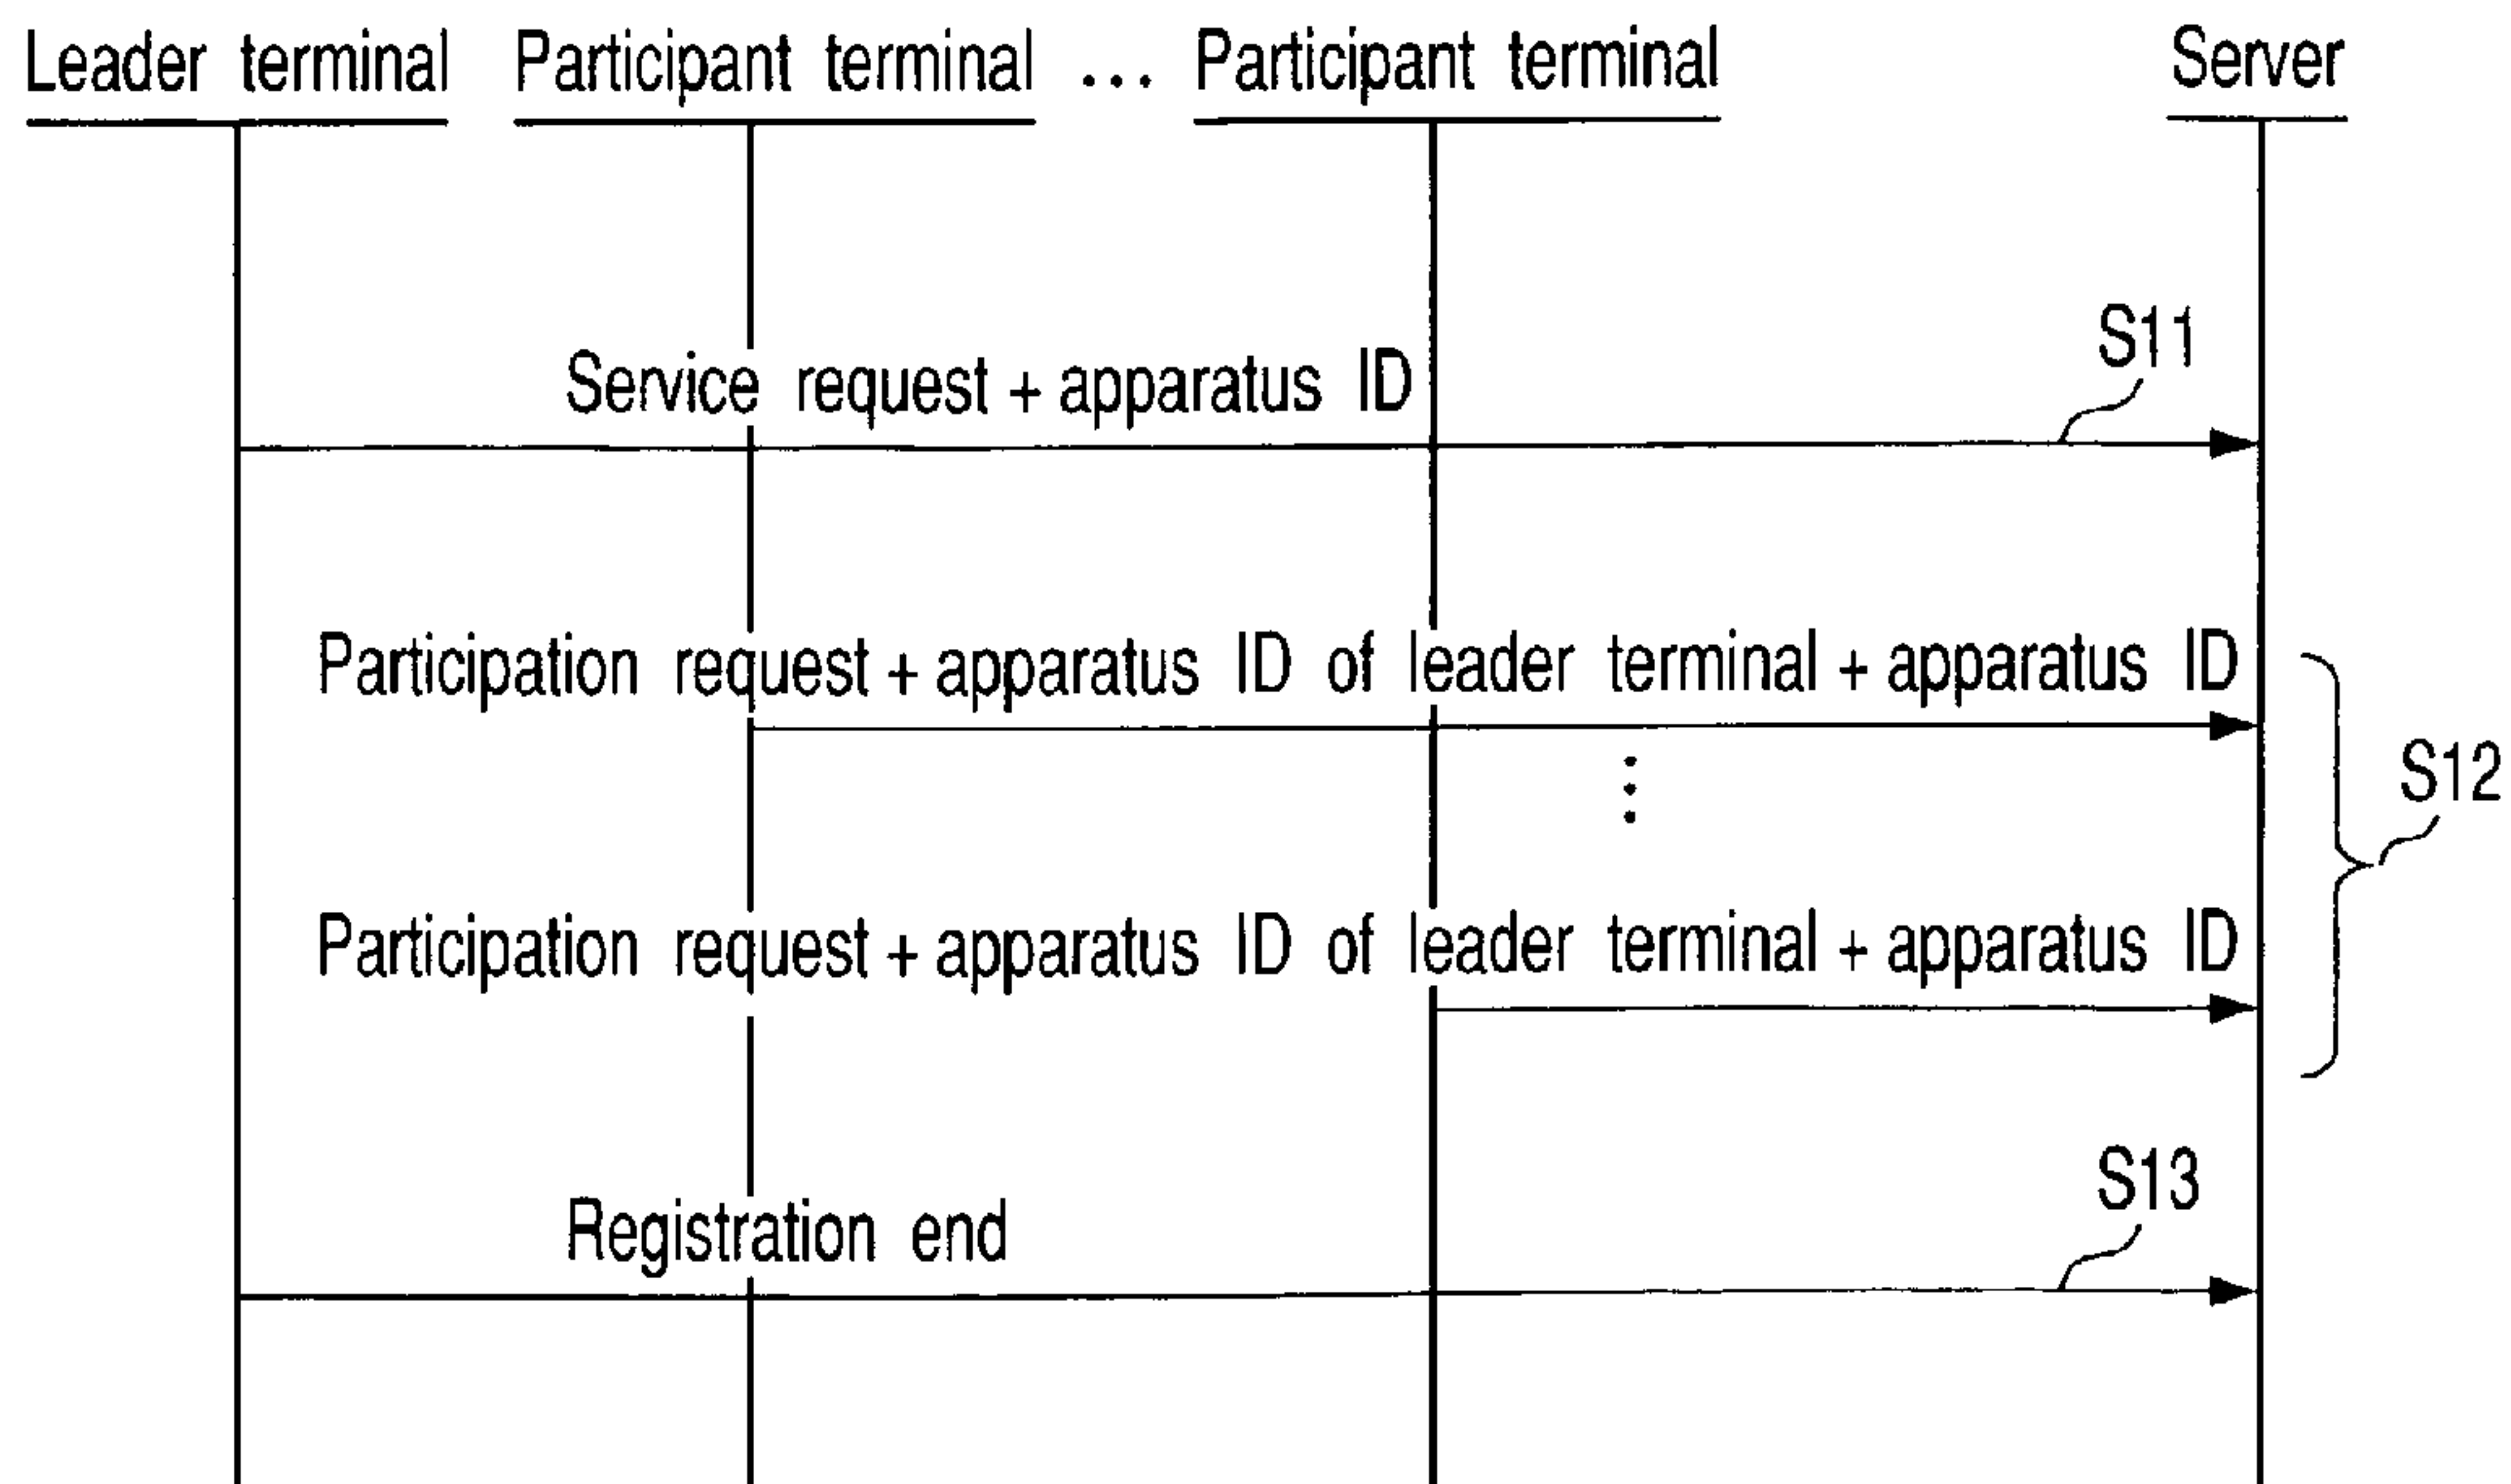 Leader terminal Participant terminal ... Participant terminal Server
S11
Service request + apparatus ID
Participation request + apparatus ID of leader terminal + apparatus ID
S12
Participation request + apparatus ID of leader terminal + apparatus ID
S13
Registration end